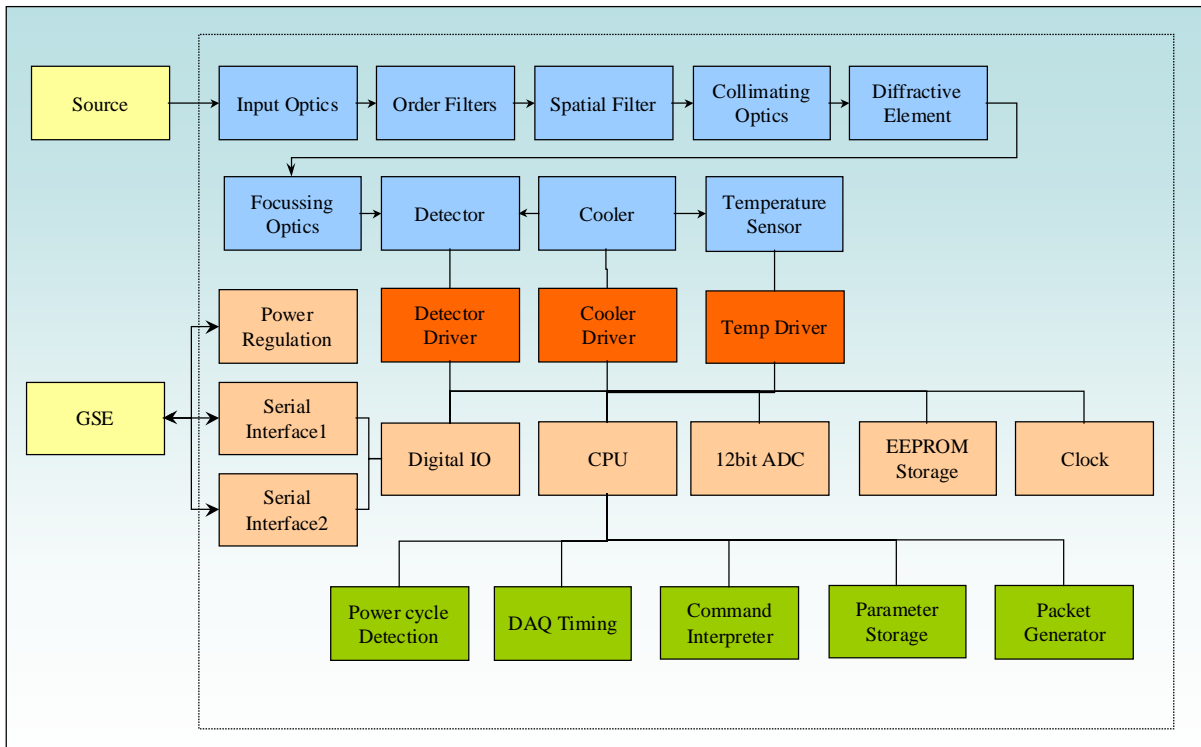 Source
Input Optics
Order Filters
Spatial Filter
Collimating
Optics
Diffractive
Element
Focussing
Optics
Detector
Cooler
Temperature
Sensor
Power
Regulation
Detector
Driver
Cooler
Driver
Temp Driver
GSE
Serial
Interface1
Digital IO
CPU
12bit ADC
EEPROM
Storage
Clock
Serial
Interface2
Power cycle
Detection
DAQ Timing
Command
Interpreter
Parameter
Storage
Packet
Generator